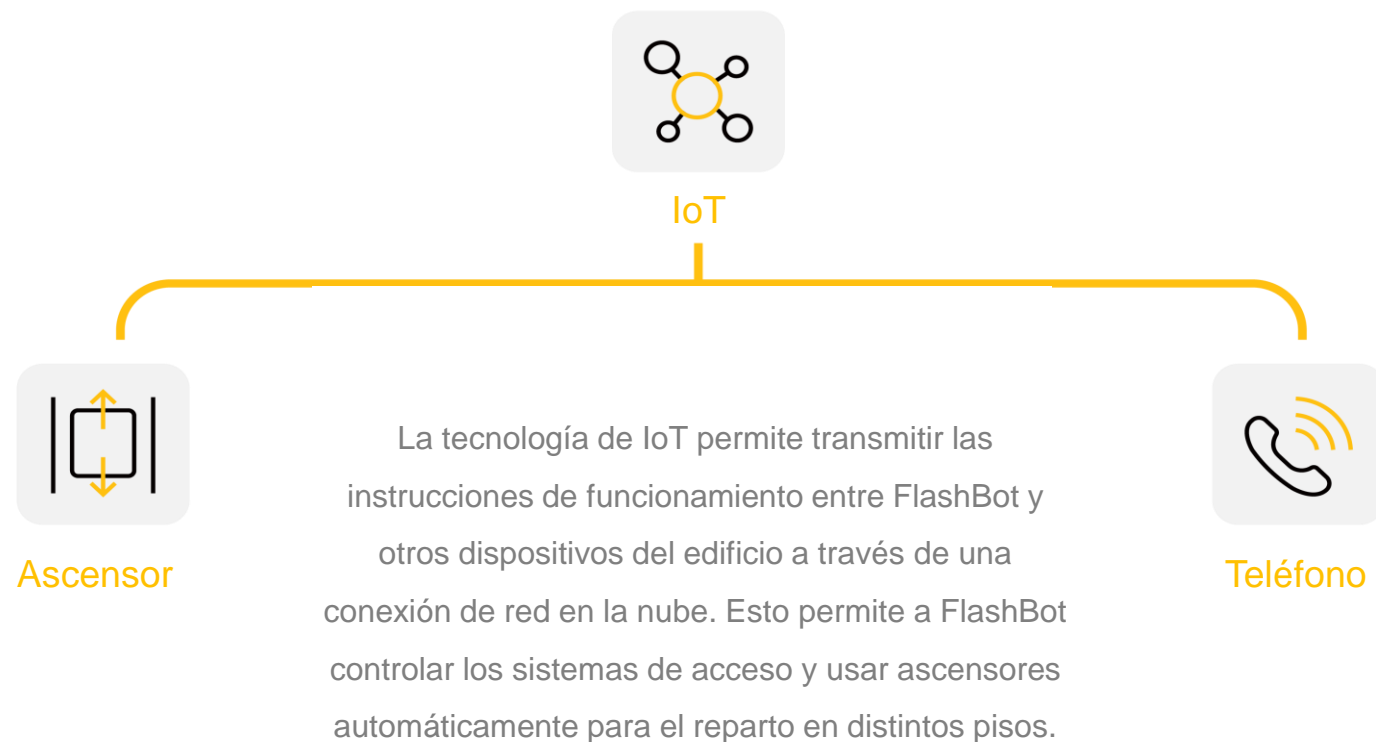 IoT
Ascensor
La tecnología de IoT permite transmitir las
instrucciones de funcionamiento entre FlashBot y
otros dispositivos del edificio a través de una
conexión de red en la nube. Esto permite a FlashBot
controlar los sistemas de acceso y usar ascensores
automáticamente para el reparto en distintos pisos.
Teléfono